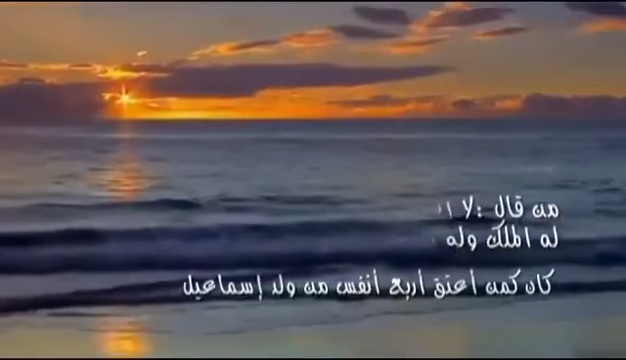 من قال :لا
له الملك وله
كان كمن أعتق أربع أنفس من ولد إسماعيل